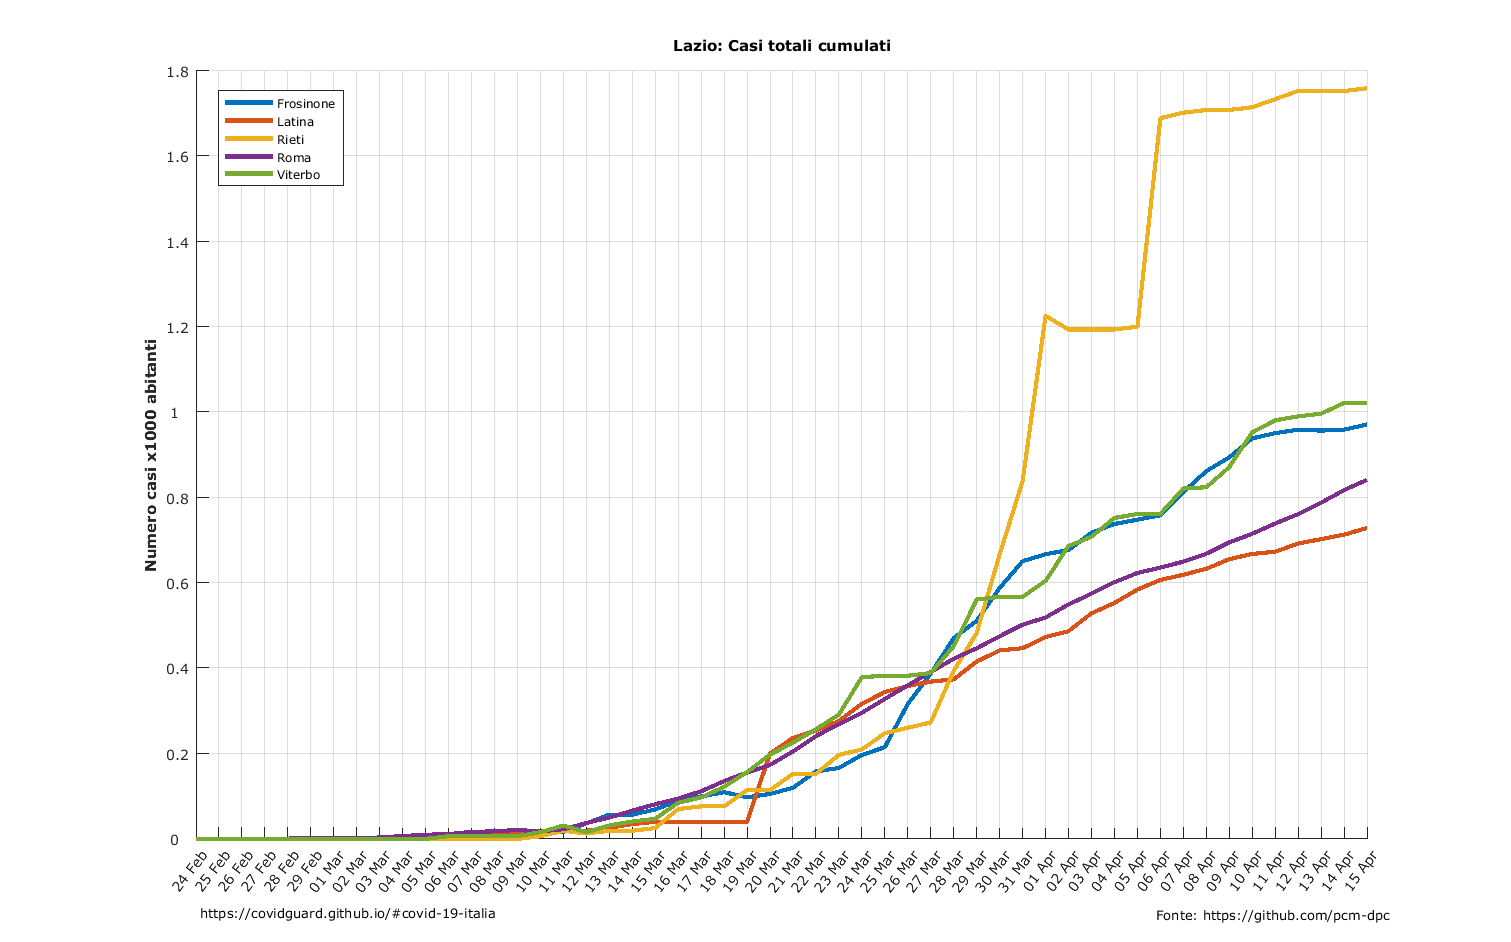 Lazio: Casi totali cumulati
1.8
1.6
1.4
1.2
1
0.8
0.6
0.4
0.2
0
Numero casi x1000 abitanti
Frosinone
Latina
Rieti
Roma
Viterbo
24 Feb
25 Feb
26 Feb
27 Feb
28 Feb
29 Feb
01 Mar
02 Mar
03 Mar
04 Mar
05 Mar
06 Mar
07 Mar
08 Mar
09 Mar
10 Mar
11 Mar
12 Mar
13 Mar
14 Mar
15 Mar
16 Mar
17 Mar
18 Mar
19 Mar
20 Mar
21 Mar
22 Mar
23 Mar
24 Mar
25 Mar
26 Mar
27 Mar
28 Mar
29 Mar
30 Mar
31 Mar
01 Apr
02 Apr
03 Apr
04 Apr
05 Apr
06 Apr
07 Apr
08 Apr
09 Apr
10 Apr
11 Apr
12 Apr
13 Apr
14 Apr
15 Apr
https://covidguard.github.io/#covid-19-italia
Fonte: https://github.com/pcm-dpc